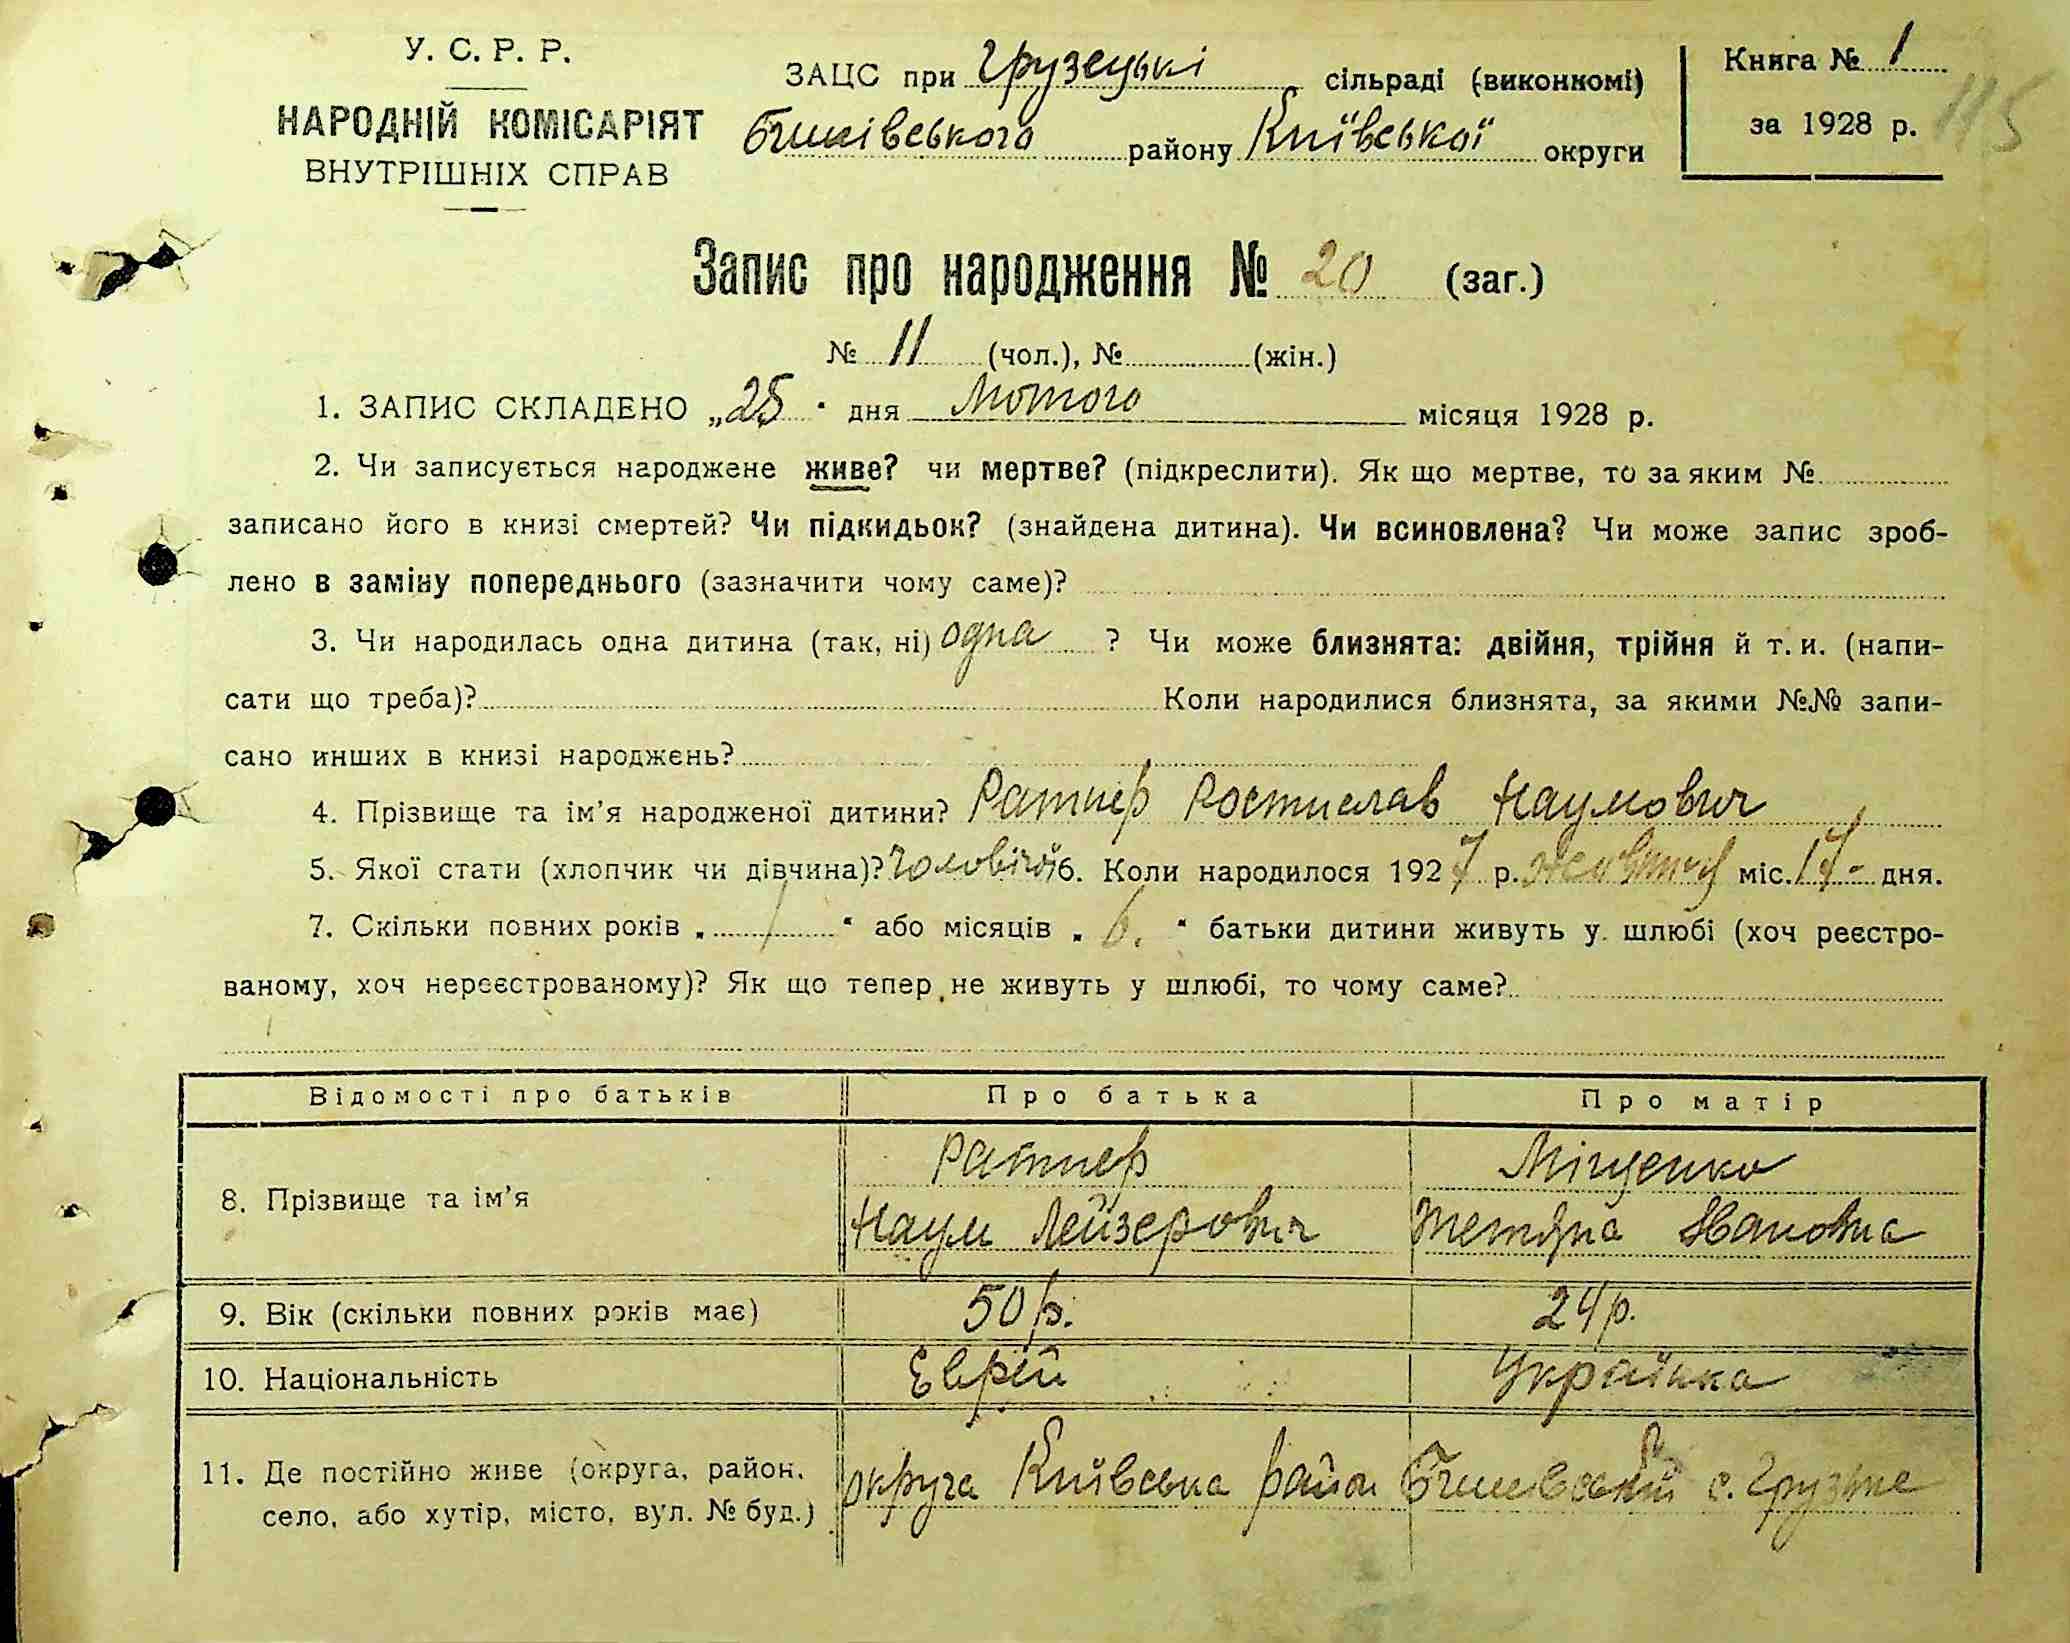 У. С. Р. Р.
НАРОДНІЙ КОМІСАРІЯТ
ВНУТРІШНІХ СПРАВ
ЗАЦС при Грузецькі сільраді (виконкомі)
Бишівського району Київської округи
Книга № 1
за 1928 р.
115
Запис про народження № 20 (заг.)
№ 11 (чол.), № (жін.)
1. ЗАПИС СКЛАДЕНО „25 " дня Лютого місяця 1928 р.
2. Чи записується народжене живе? чи мертве? (підкреслити). Як що мертве, то за яким №
записано його в книзі смертей? Чи підкидьок? (знайдена дитина). Чи всиновлена? Чи може запис зроб-
лено в заміну попереднього (зазначити чому саме)?
3. Чи народилась одна дитина (так, ні) одна ? Чи може близнята: двійня, трійня й т. и. (напи-
сати що треба)? Коли народилися близнята, за якими №№ запи-
сано инших в книзі народжень?
4. Прізвище та ім'я народженої дитини? Ратнер Ростислав Наумович
5. Якої стати (хлопчик чи дівчина)? Чоловічої 6. Коли народилося 1927 р. жовтня міс. 17- дня.
7. Скільки повних років „ 1 " або місяців „ 6. " батьки дитини живуть у шлюбі (хоч реєстро-
ваному, хоч нереєстрованому)? Як що тепер не живуть у шлюбі, то чому саме?
Відомості про батьків Про батька Про матір
8. Прізвище та ім'я Ратнер Наум Лейзерович Міщенко Тетяна Івановна
9. Вік (скільки повних років має) 50 р. 24 р.
10. Національність Єврей Українка
11. Де постійно живе (округа, район,
село, або хутір, місто, вул. № буд.) округа Київська район Бишевський с. Грузьке